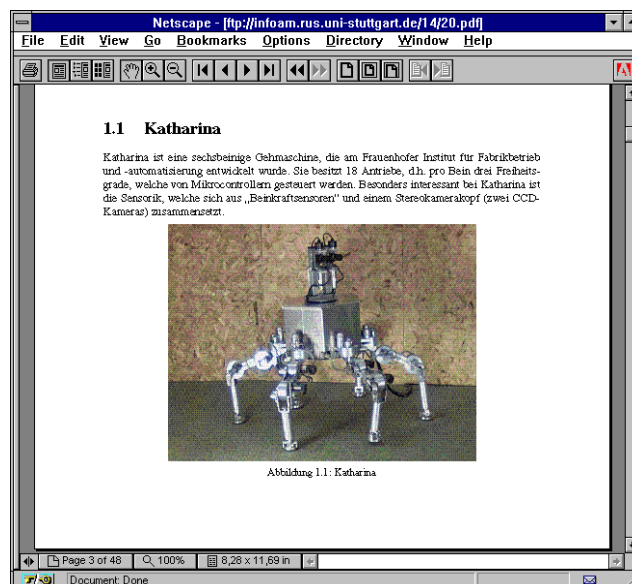 Netscape - [ftp://infoam.rus.uni-stuttgart.de/14/20.pdf]
File Edit View Go Bookmarks Options Directory Window Help
1.1 Katharina
Katharina ist eine sechsbeinige Gehmaschine, die am Frauenhofer Institut für Fabrikbetrieb
und -automatisierung entwickelt wurde. Sie besitzt 18 Antriebe, d.h. pro Bein drei Freiheits-
grade, welche von Mikrocontrollern gesteuert werden. Besonders interessant bei Katharina ist
die Sensorik, welche sich aus „Beinkraftsensoren" und einem Stereokamerakopf (zwei CCD-
Kameras) zusammensetzt.
Abbildung 1.1: Katharina
Page 3 of 48 100% 8,28 x 11,69 in
Document: Done